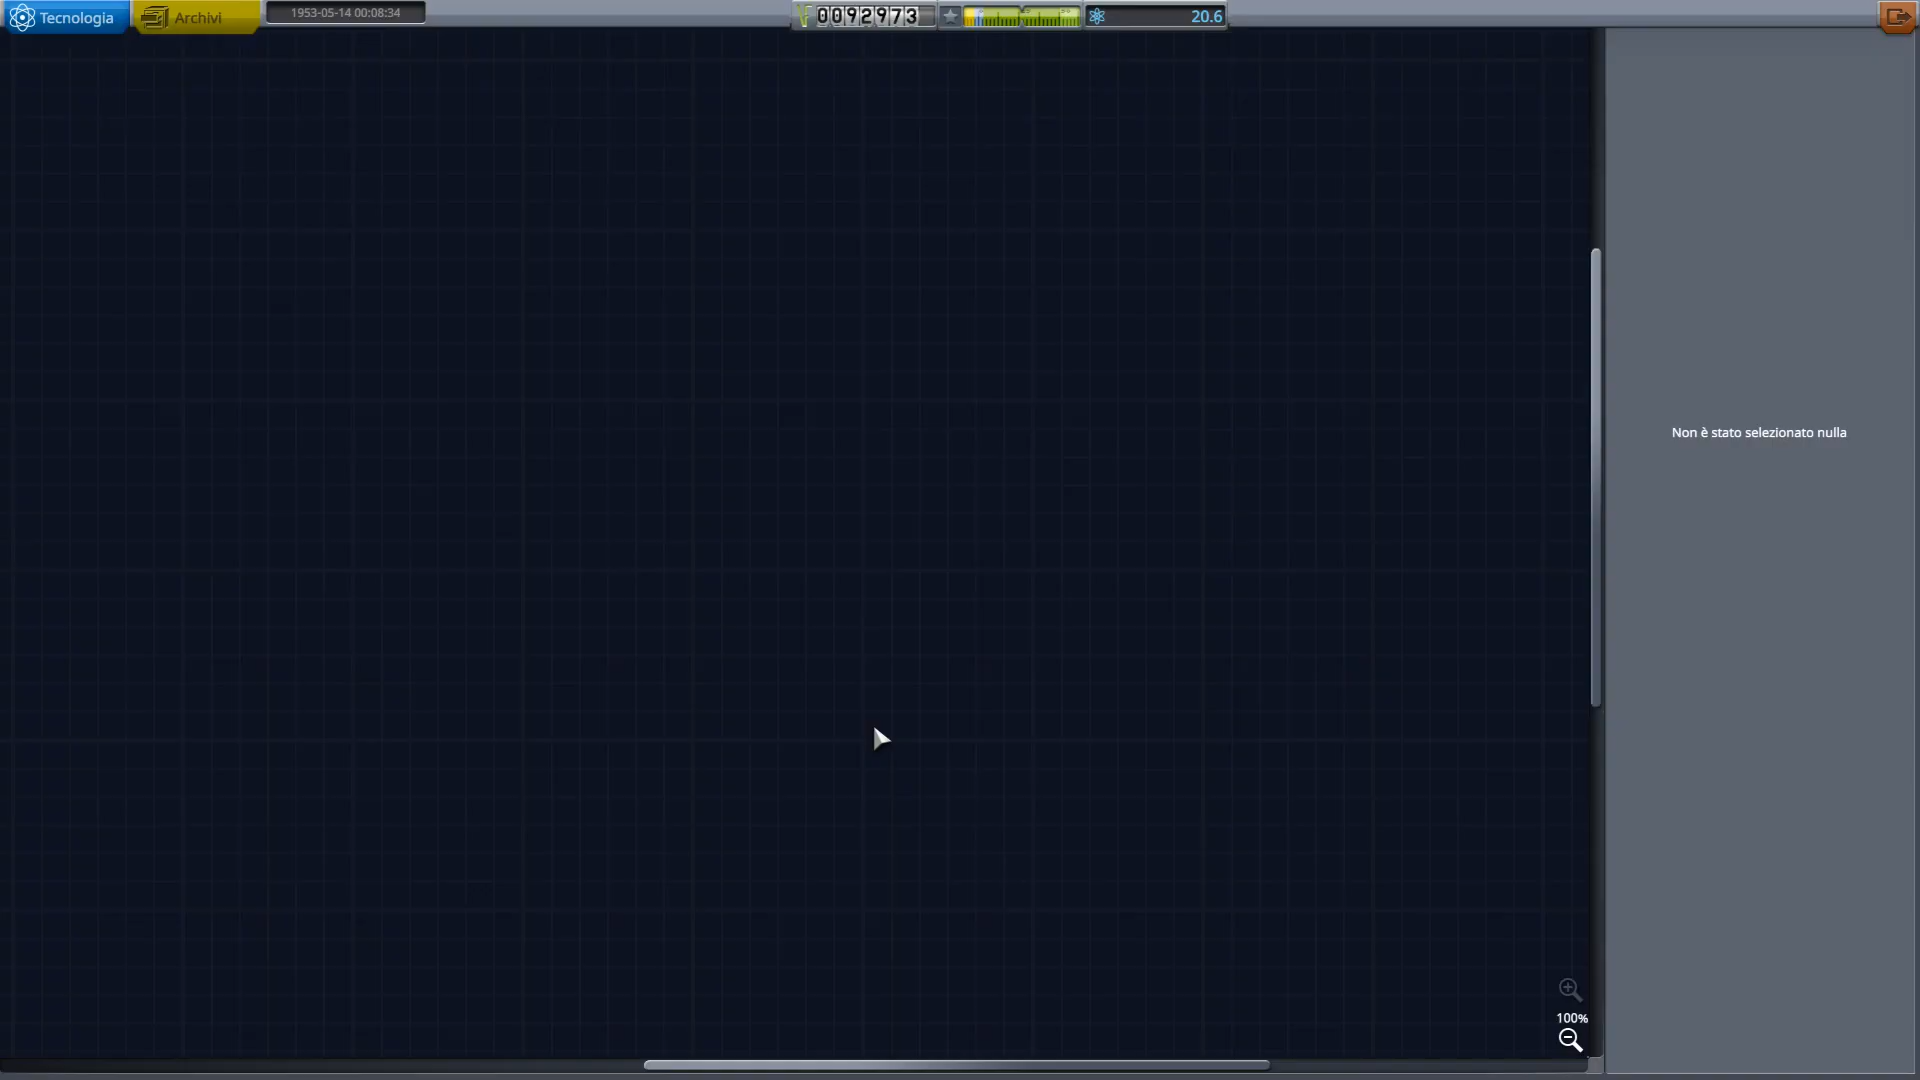 Tecnologia
Archivi
1953-05-14 00:08:34
0092973
20.6
Non è stato selezionato nulla
100%